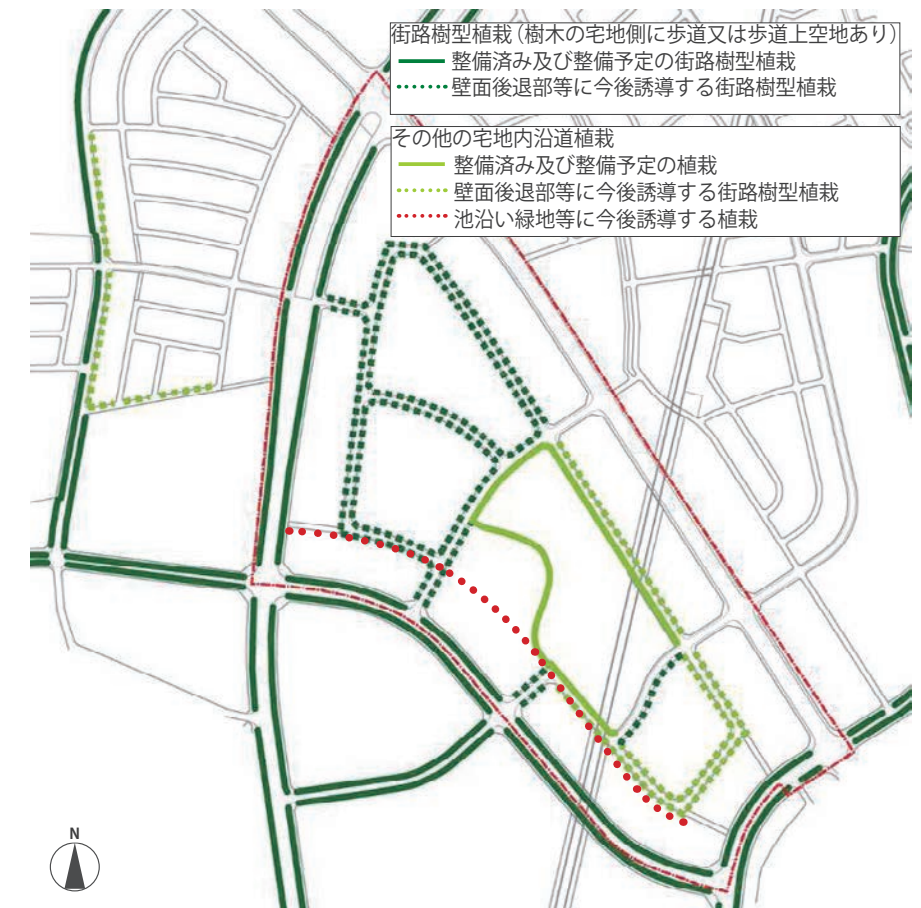 街路樹型植栽（樹木の宅地側に歩道又は歩道上空地あり）
整備済み及び整備予定の街路樹型植栽
壁面後退部等に今後誘導する街路樹型植栽
その他の宅地内沿道植栽
整備済み及び整備予定の植栽
壁面後退部等に今後誘導する街路樹型植栽
池沿い緑地等に今後誘導する植栽
N